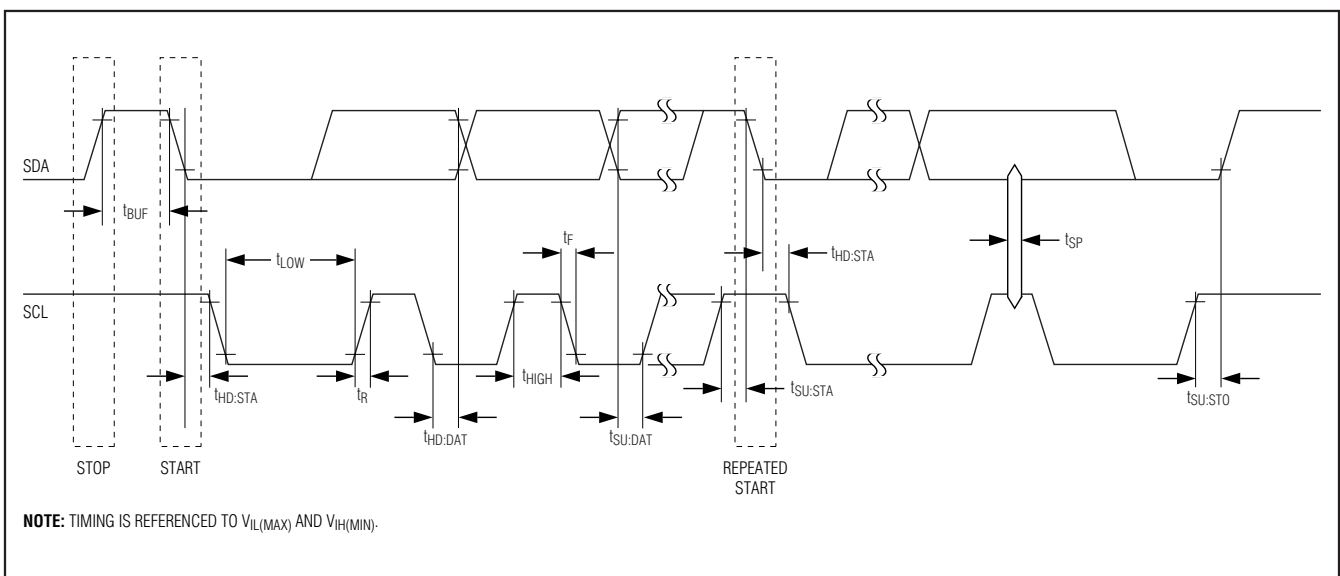 SDA
tBUF
tF
tSP
tLOW
tHD:STA
SCL
tHD:STA
tR
tHIGH
tSU:STA
tSU:STO
tHD:DAT
tSU:DAT
STOP
START
REPEATED
START
NOTE: TIMING IS REFERENCED TO VIL(MAX) AND VIH(MIN).